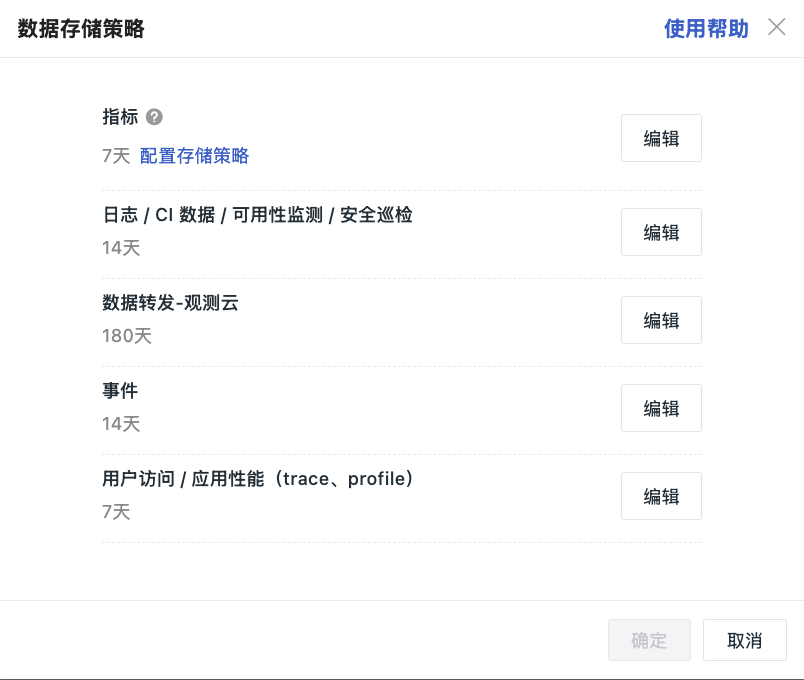 数据存储策略 使用帮助
指标 ?
7天 配置存储策略
编辑
日志 / CI 数据 / 可用性监测 / 安全巡检
14天
编辑
数据转发-观测云
180天
编辑
事件
14天
编辑
用户访问 / 应用性能（trace、profile）
7天
编辑
确定 取消